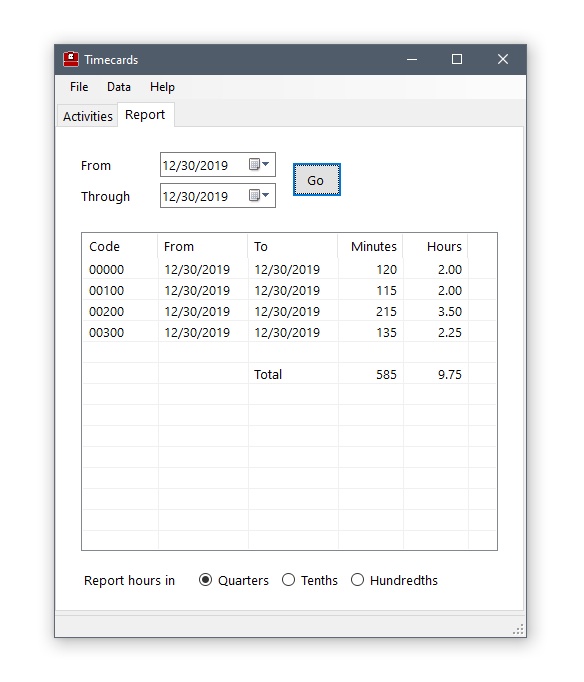 Timecards
File Data Help
Activities Report
From 12/30/2019
Go
Through 12/30/2019
Code From To Minutes Hours
00000 12/30/2019 12/30/2019 120 2.00
00100 12/30/2019 12/30/2019 115 2.00
00200 12/30/2019 12/30/2019 215 3.50
00300 12/30/2019 12/30/2019 135 2.25
Total 585 9.75
Report hours in Quarters Tenths Hundredths